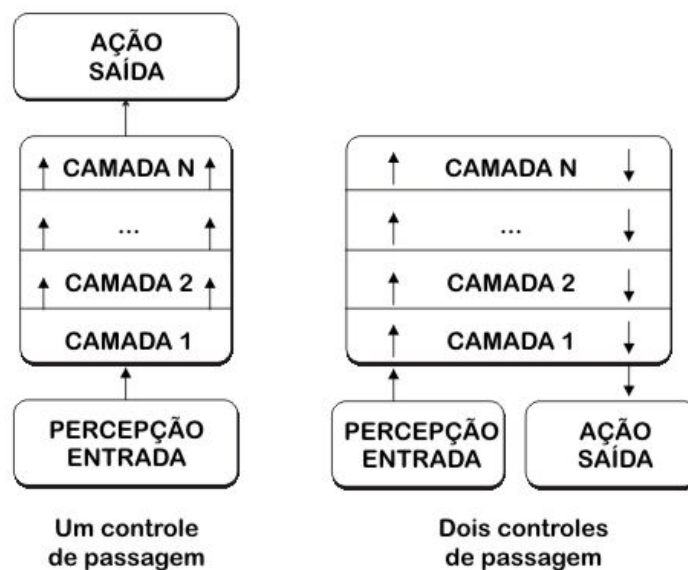 AÇÃO
SAÍDA
CAMADA N
...
CAMADA 2
CAMADA 1
PERCEPÇÃO
ENTRADA
Um controle
de passagem
CAMADA N
...
CAMADA 2
CAMADA 1
PERCEPÇÃO
ENTRADA
AÇÃO
SAÍDA
Dois controles
de passagem